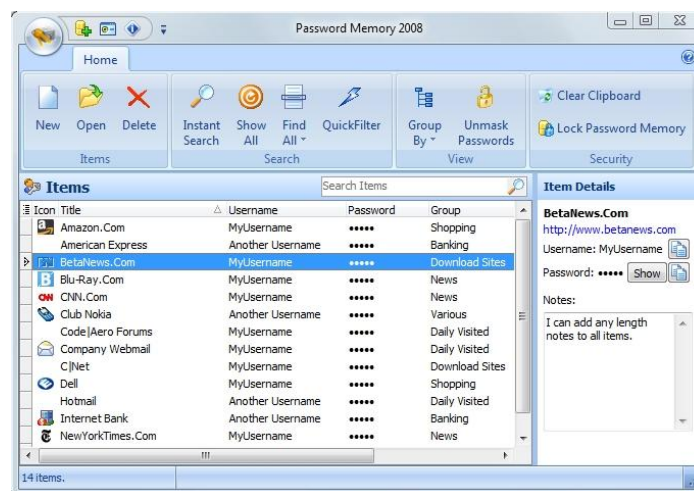 Password Memory 2008
Home
New Open Delete Instant Search Show All Find All QuickFilter Group By Unmask Passwords Clear Clipboard Lock Password Memory
Items Search View Security
Items Search Items Item Details
Icon Title Username Password Group
Amazon.Com MyUsername ••••• Shopping
American Express Another Username ••••• Banking
BetaNews.Com MyUsername ••••• Download Sites
Blu-Ray.Com MyUsername ••••• News
CNN.Com MyUsername ••••• News
Club Nokia Another Username ••••• Various
Code|Aero Forums MyUsername ••••• Daily Visited
Company Webmail MyUsername ••••• Daily Visited
C|Net MyUsername ••••• Download Sites
Dell MyUsername ••••• Shopping
Hotmail Another Username ••••• Daily Visited
Internet Bank Another Username ••••• Banking
NewYorkTimes.Com MyUsername ••••• News
BetaNews.Com
http://www.betanews.com
Username: MyUsername
Password: ••••• Show
Notes:
I can add any length
notes to all items.
14 items.